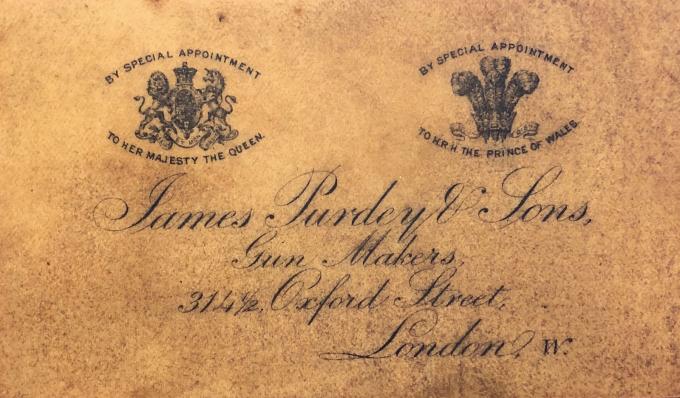 BY SPECIAL APPOINTMENT
TO HER MAJESTY THE QUEEN.
BY SPECIAL APPOINTMENT
TO H.R.H. THE PRINCE OF WALES.
James Purdey & Sons,
Gun Makers,
314½, Oxford Street,
London, W.